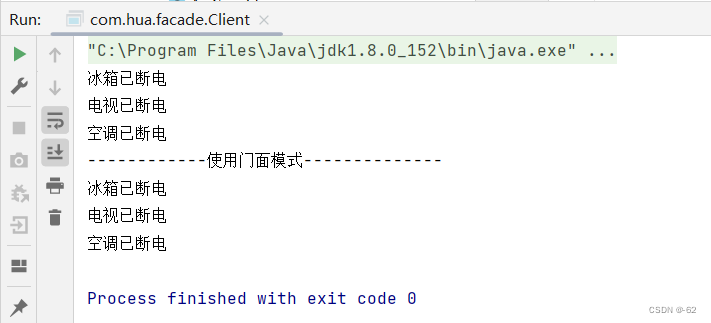 Run: com.hua.facade.Client
"C:\Program Files\Java\jdk1.8.0_152\bin\java.exe" ...
冰箱已断电
电视已断电
空调已断电
------------使用门面模式--------------
冰箱已断电
电视已断电
空调已断电
Process finished with exit code 0
CSDN @-62